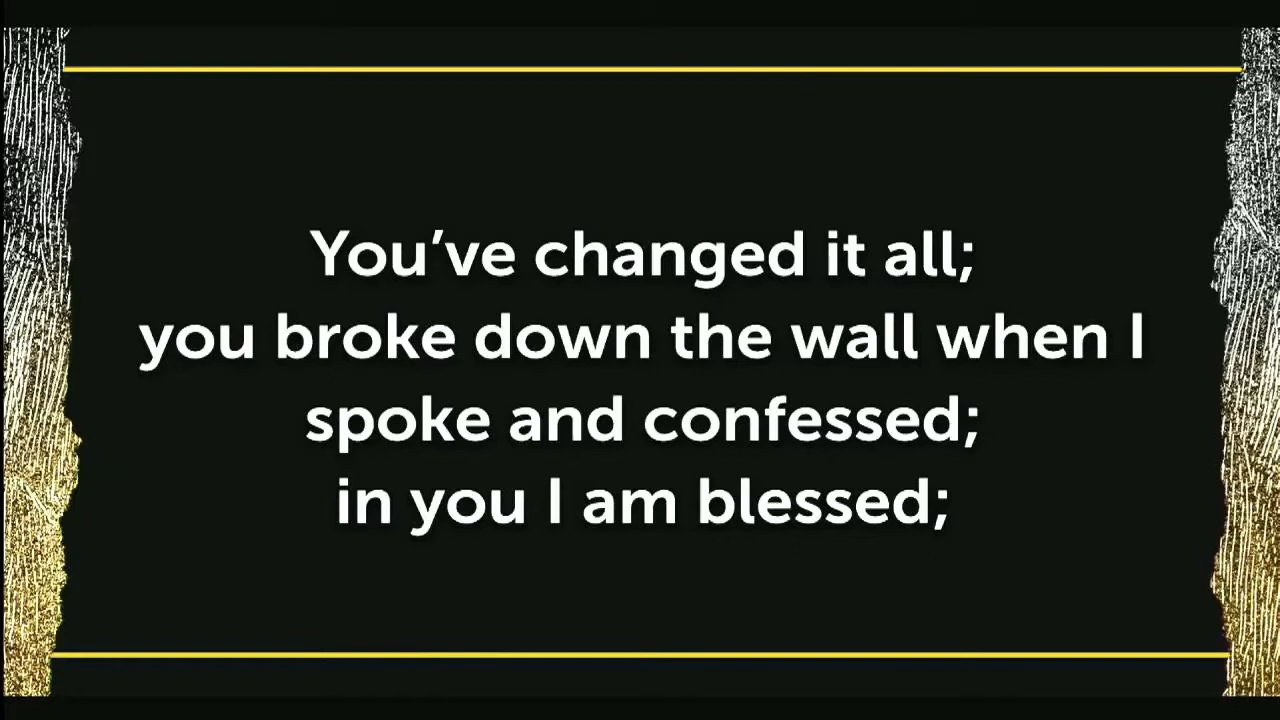 You’ve changed it all;
you broke down the wall when I
spoke and confessed;
in you I am blessed;